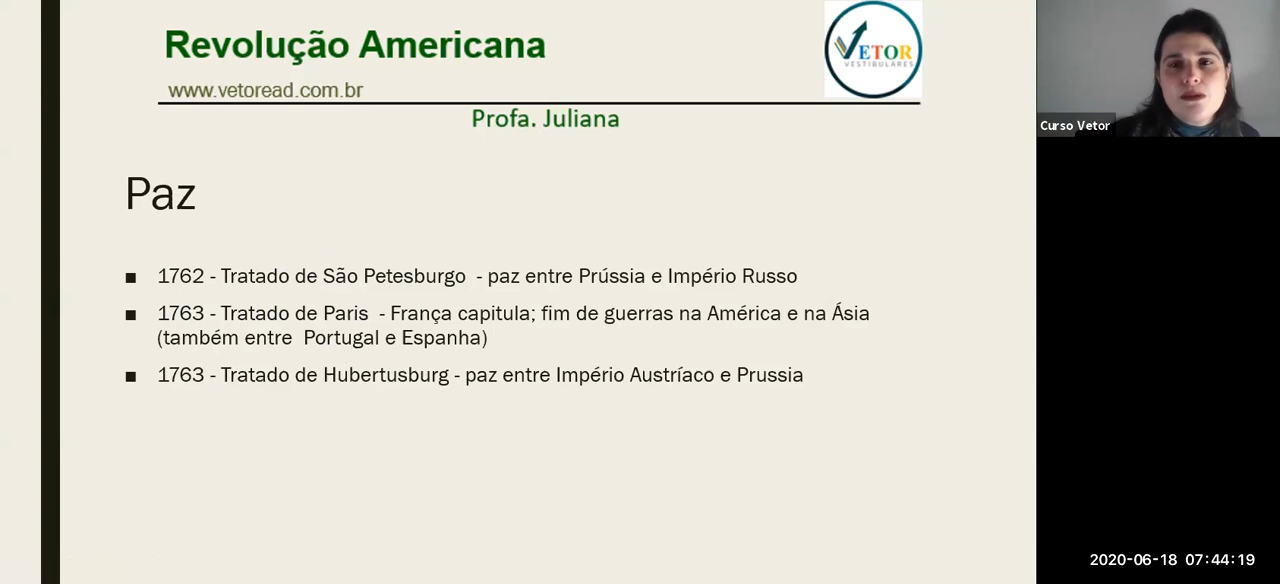 Revolução Americana
www.vetoread.com.br
VETOR
VESTIBULARES
Profa. Juliana
Curso Vetor
Paz
■ 1762 - Tratado de São Petesburgo - paz entre Prússia e Império Russo
■ 1763 - Tratado de Paris - França capitula; fim de guerras na América e na Ásia
(também entre Portugal e Espanha)
■ 1763 - Tratado de Hubertusburg - paz entre Império Austríaco e Prussia
2020-06-18 07:44:19